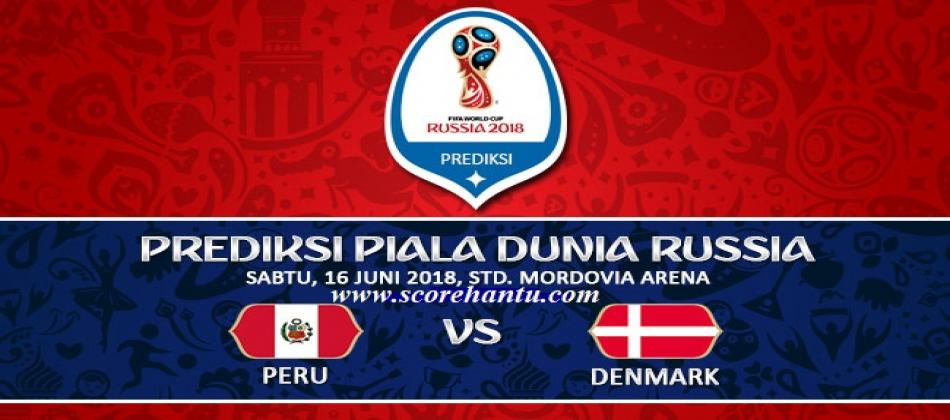 FIFA WORLD CUP
RUSSIA 2018
PREDIKSI
PREDIKSI PIALA DUNIA RUSSIA
SABTU, 16 JUNI 2018, STD. MORDOVIA ARENA
www.scorehantu.com
VS
PERU
DENMARK